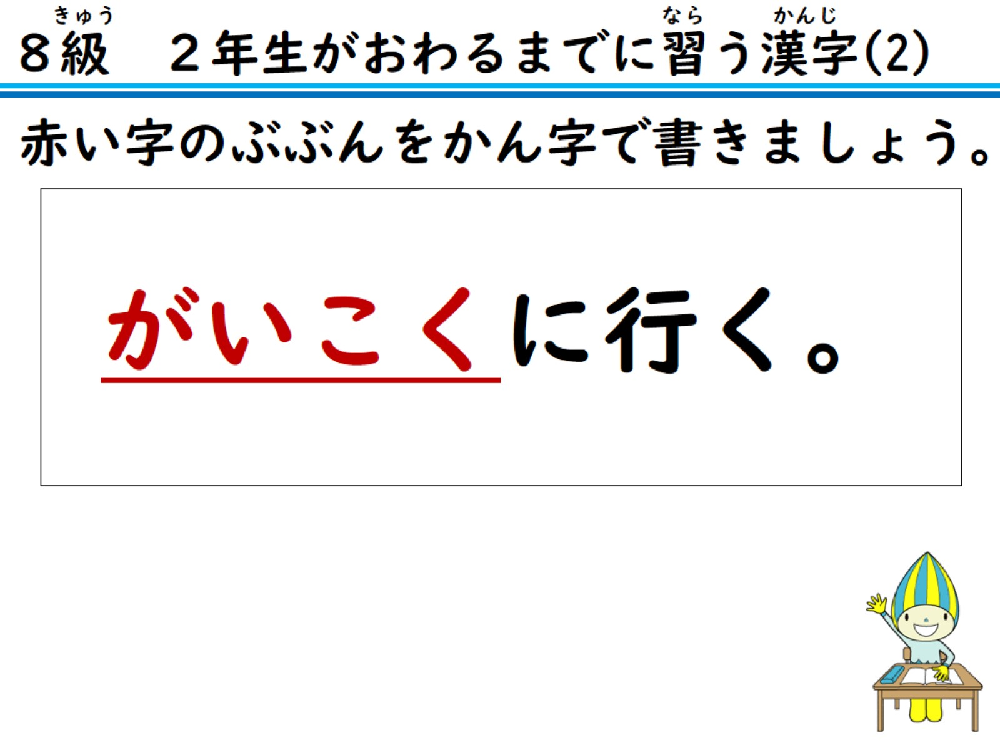 きゅう なら かんじ
８級　２年生がおわるまでに習う漢字(2)
赤い字のぶぶんをかん字で書きましょう。
がいこくに行く。